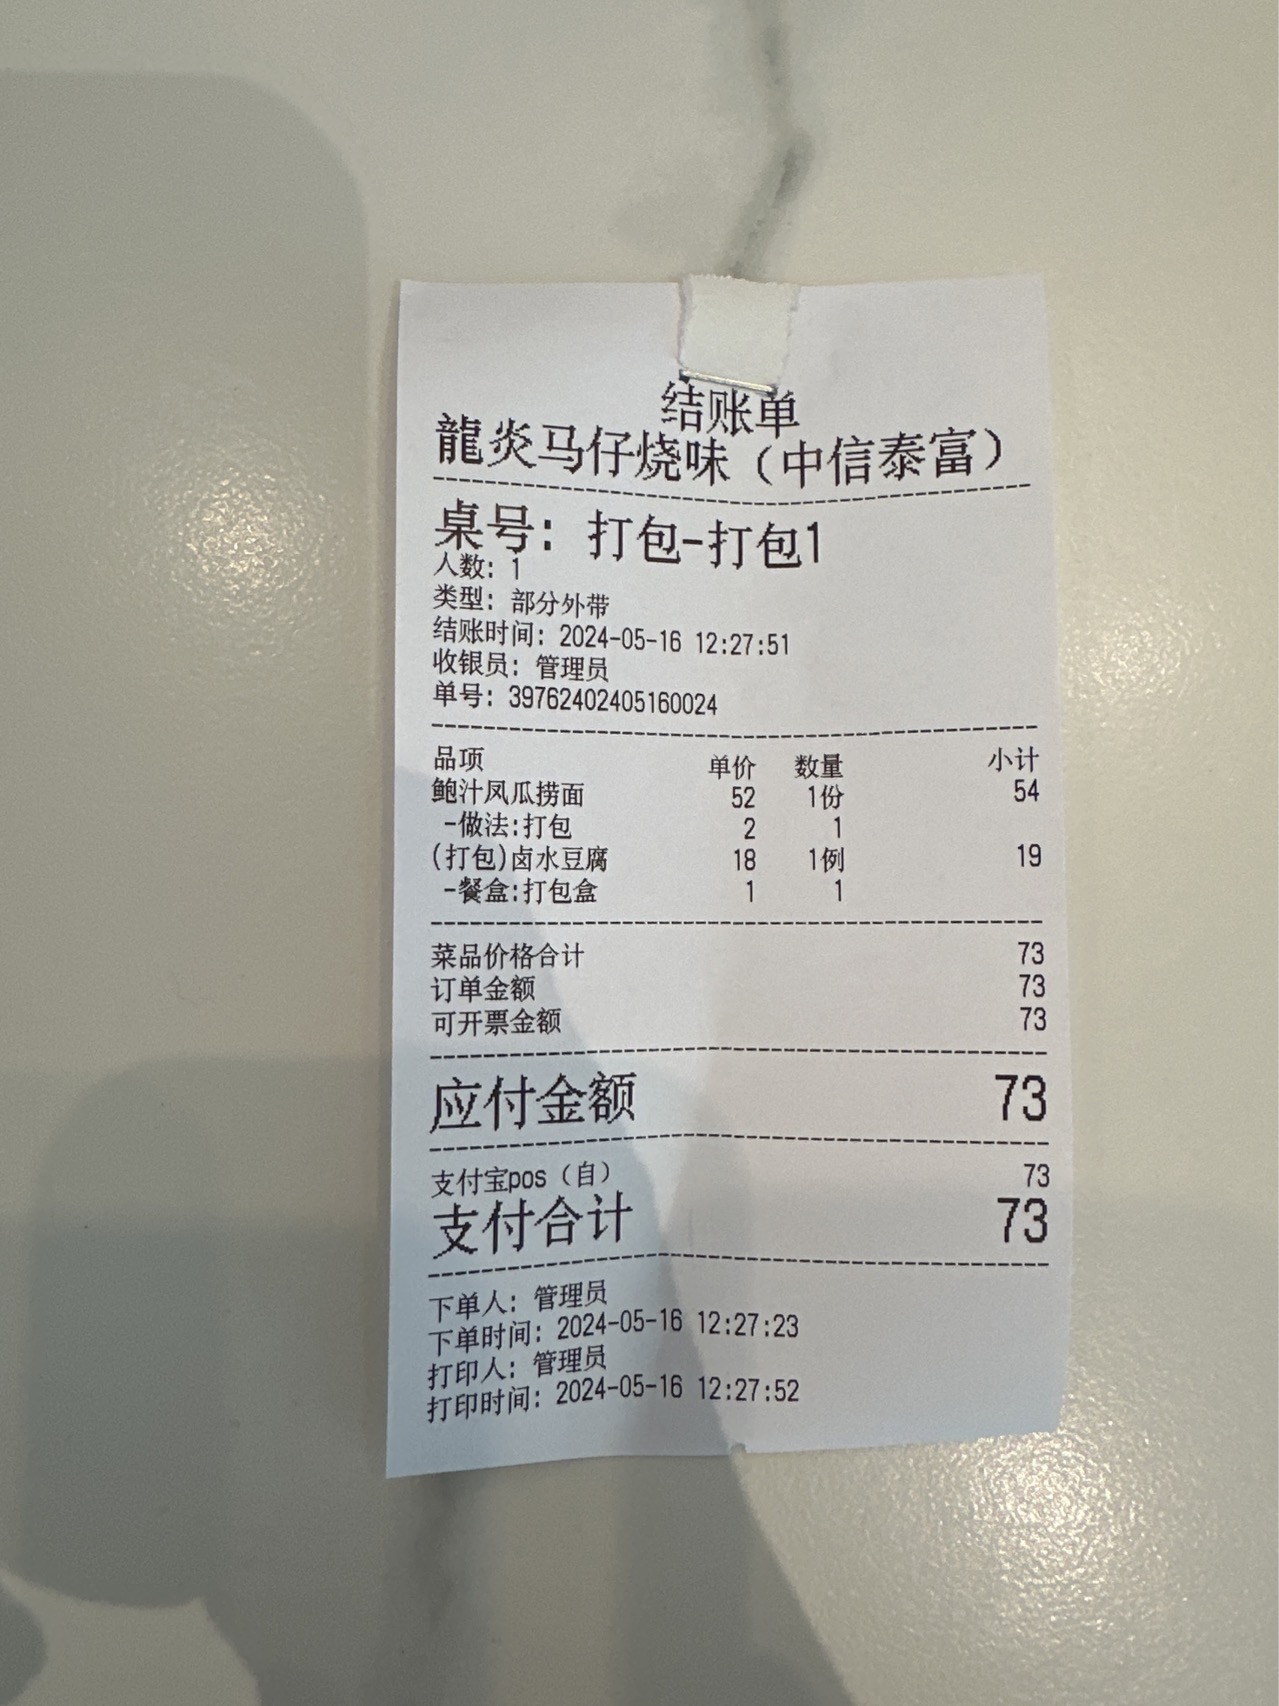 结账单
龍炎马仔烧味（中信泰富）
桌号：打包-打包1
人数：1
类型：部分外带
结账时间：2024-05-16 12:27:51
收银员：管理员
单号：39762402405160024
品项 单价 数量 小计
鲍汁凤瓜捞面 52 1份 54
-做法:打包 2 1
(打包)卤水豆腐 18 1例 19
-餐盒:打包盒 1 1
菜品价格合计 73
订单金额 73
可开票金额 73
应付金额 73
支付宝pos（自） 73
支付合计 73
下单人：管理员
下单时间：2024-05-16 12:27:23
打印人：管理员
打印时间：2024-05-16 12:27:52